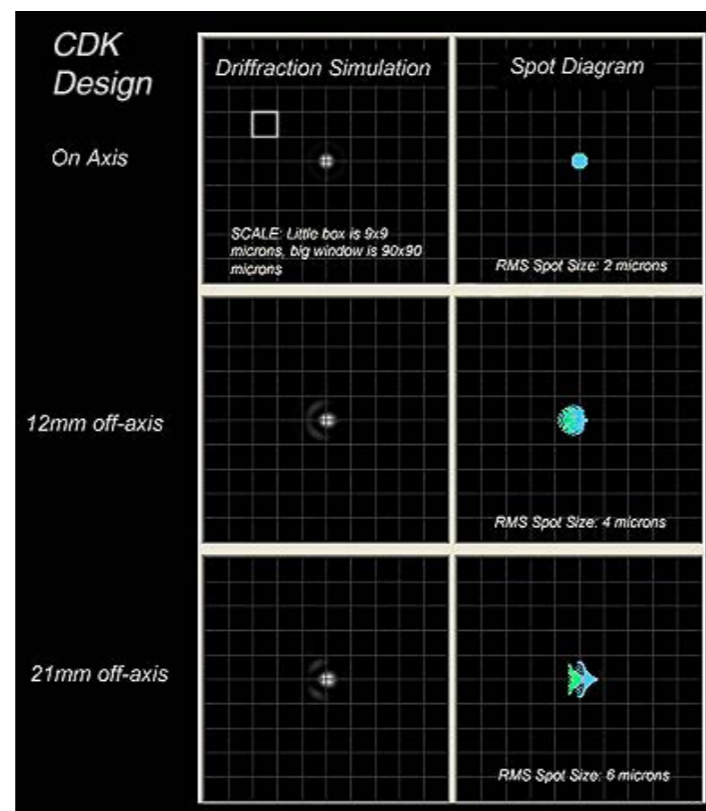 CDK
Design
Driffraction Simulation
Spot Diagram
On Axis
SCALE: Little box is 9x9
microns, big window is 90x90
microns
RMS Spot Size: 2 microns
12mm off-axis
RMS Spot Size: 4 microns
21mm off-axis
RMS Spot Size: 6 microns